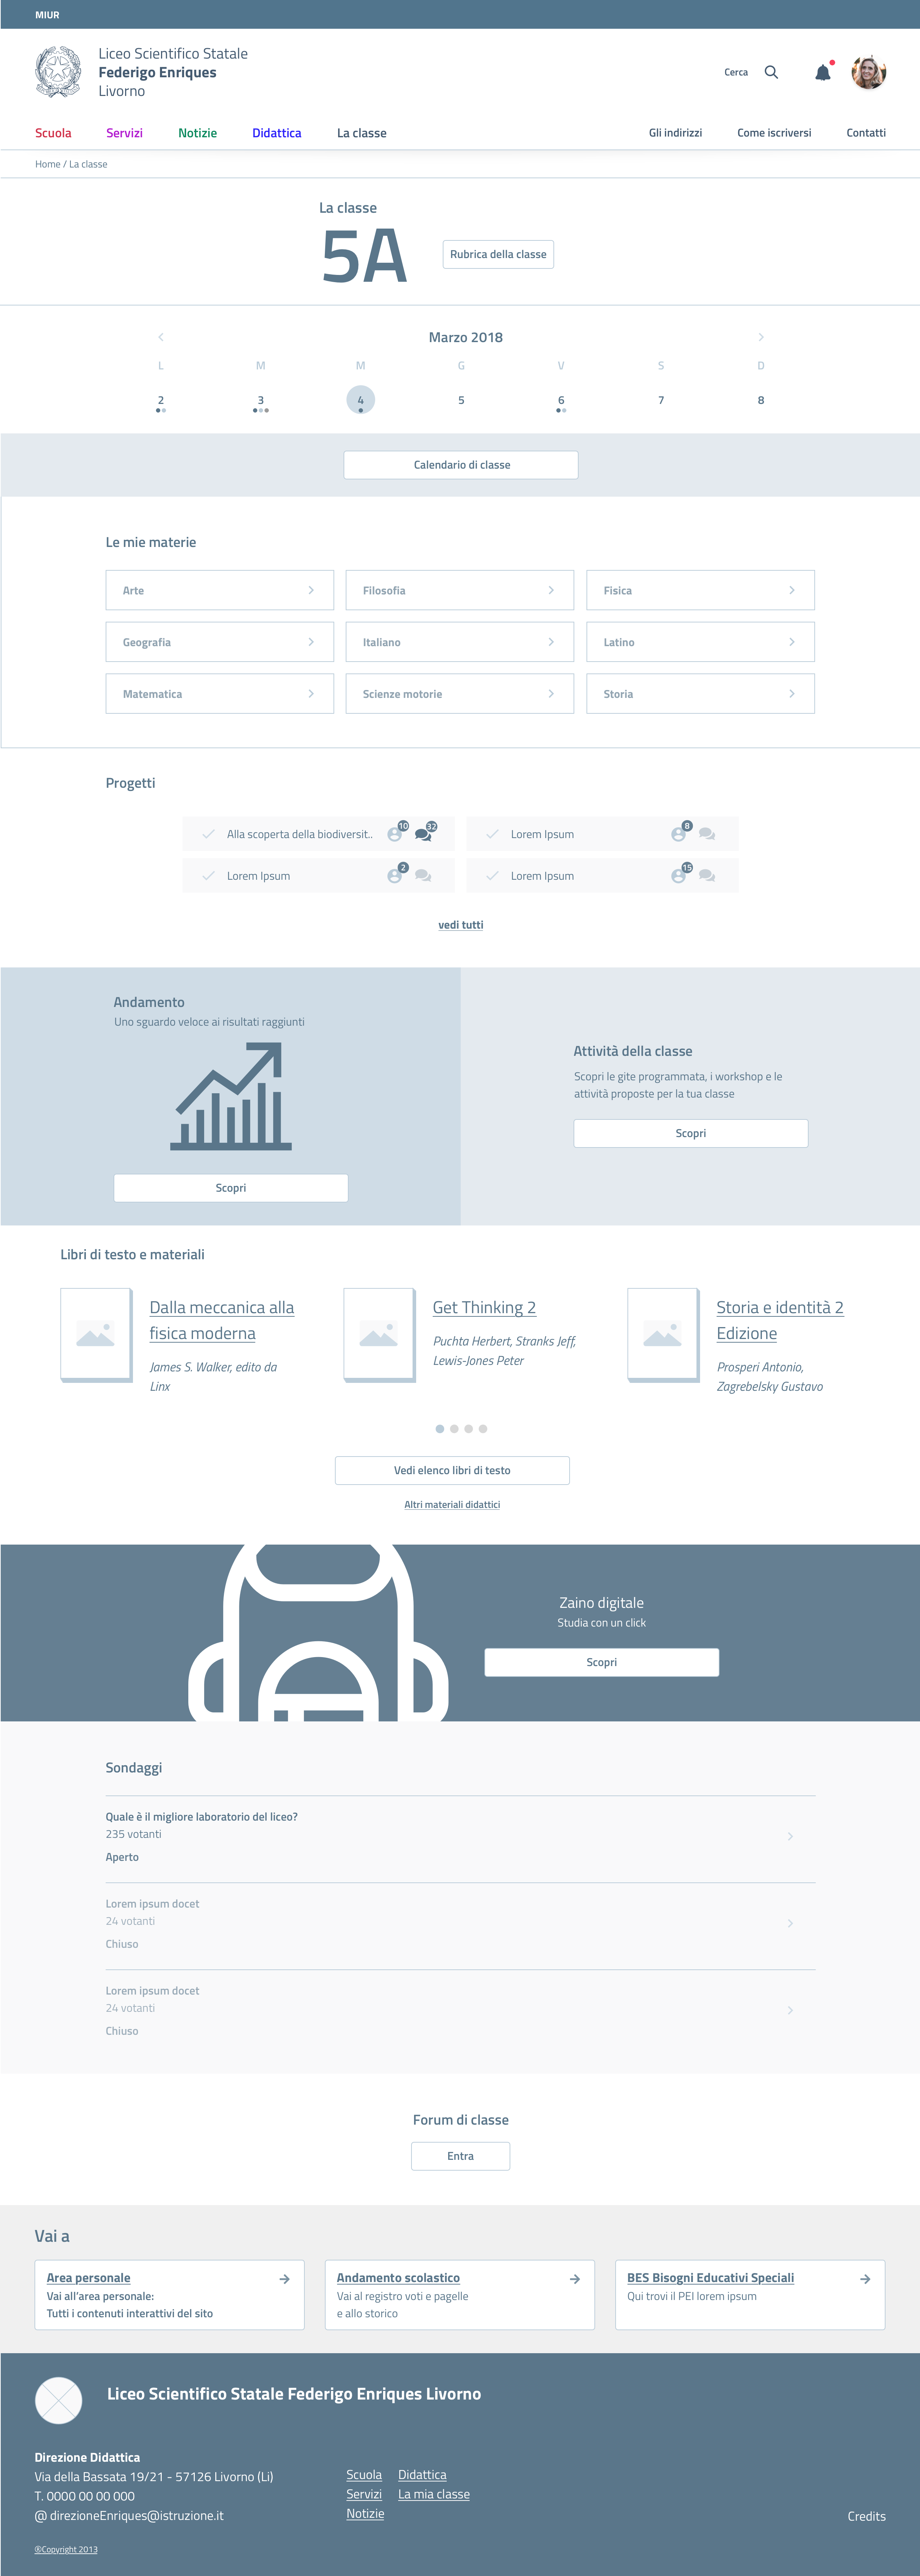 MIUR
Liceo Scientifico Statale
Federigo Enriques
Livorno
Cerca
Scuola Servizi Notizie Didattica La classe Gli indirizzi Come iscriversi Contatti
Home / La classe
La classe
5A
Rubrica della classe
Marzo 2018
L M M G V S D
2 3 4 5 6 7 8
Calendario di classe
Le mie materie
Arte Filosofia Fisica
Geografia Italiano Latino
Matematica Scienze motorie Storia
Progetti
Alla scoperta della biodiversit.. 10 32 Lorem Ipsum 8
Lorem Ipsum 2 Lorem Ipsum 15
vedi tutti
Andamento
Uno sguardo veloce ai risultati raggiunti
Scopri
Attività della classe
Scopri le gite programmata, i workshop e le
attività proposte per la tua classe
Scopri
Libri di testo e materiali
Dalla meccanica alla
fisica moderna
James S. Walker, edito da
Linx
Get Thinking 2
Puchta Herbert, Stranks Jeff,
Lewis-Jones Peter
Storia e identità 2
Edizione
Prosperi Antonio,
Zagrebelsky Gustavo
Vedi elenco libri di testo
Altri materiali didattici
Zaino digitale
Studia con un click
Scopri
Sondaggi
Quale è il migliore laboratorio del liceo?
235 votanti
Aperto
Lorem ipsum docet
24 votanti
Chiuso
Lorem ipsum docet
24 votanti
Chiuso
Forum di classe
Entra
Vai a
Area personale
Vai all'area personale:
Tutti i contenuti interattivi del sito
Andamento scolastico
Vai al registro voti e pagelle
e allo storico
BES Bisogni Educativi Speciali
Qui trovi il PEI lorem ipsum
Liceo Scientifico Statale Federigo Enriques Livorno
Direzione Didattica
Via della Bassata 19/21 - 57126 Livorno (Li)
T. 0000 00 00 000
@ direzioneEnriques@istruzione.it
Scuola Didattica
Servizi La mia classe
Notizie
Credits
®Copyright 2013